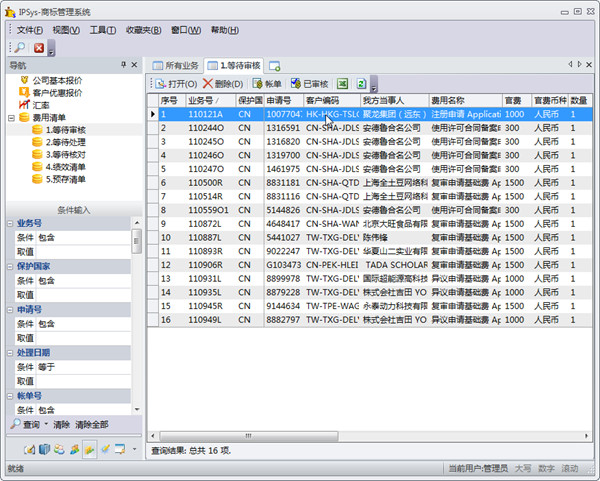 IPSys-商标管理系统
文件(F) 视图(V) 工具(T) 收藏夹(B) 窗口(W) 帮助(H)
导航
公司基本报价
客户优惠报价
汇率
费用清单
1.等待审核
2.等待处理
3.等待核对
4.绩效清单
5.预存清单
条件输入
业务号
条件 包含
取值
保护国家
条件 包含
取值
申请号
条件 包含
取值
处理日期
条件 等于
取值
帐单号
条件 包含
查询 清除 清除全部
所有业务 1.等待审核
打开(O) 删除(D) 帐单 已审核
序号 业务号 保护国 申请号 客户编码 我方当事人 费用名称 官费 官费币种 数量
1 110121A CN 1007704 HK-HKG-TSLC 聚龙集团（远东） 注册申请 Applicati 1000 人民币 1
2 110244O CN 1316591 CN-SHA-JDLS 安德鲁合名公司 使用许可合同备案 300 人民币 1
3 110245O CN 1316820 CN-SHA-JDLS 安德鲁合名公司 使用许可合同备案 300 人民币 1
4 110246O CN 1319700 CN-SHA-JDLS 安德鲁合名公司 使用许可合同备案 300 人民币 1
5 110247O CN 1461975 CN-SHA-JDLS 安德鲁合名公司 使用许可合同备案 300 人民币 1
6 110500R CN 8831181 CN-SHA-QTD 上海全土豆网络科 复审申请基础费 A 1500 人民币 1
7 110514R CN 8831116 CN-SHA-QTD 上海全土豆网络科 复审申请基础费 A 1500 人民币 1
8 110559O1 CN 5144826 CN-SHA-JDLS 安德鲁合名公司 使用许可合同备案 300 人民币 1
9 110872L CN 4648417 CN-SHA-WAN 北京大旺食品有限 复审申请基础费 A 1500 人民币 1
10 110887L CN 5441027 TW-TXG-DEL 陈伟锋 复审申请基础费 A 1500 人民币 1
11 110893R CN 9022247 TW-TXG-DEL 华夏山二实业有限 复审申请基础费 A 1500 人民币 1
12 110906R CN G103473 CN-PEK-HLEI TADA SCHOLAR 复审申请基础费 A 1500 人民币 1
13 110931L CN 8899978 TW-TXG-DEL 国际超能源高科技 异议申请基础费 A 1000 人民币 1
14 110935L CN 8879228 TW-TXG-DEL 株式会社吉田 YO 异议申请基础费 A 1000 人民币 1
15 110945R CN 9144634 TW-TPE-WAG 永泰动力科技有限 复审申请基础费 A 1500 人民币 1
16 110949L CN 8882797 TW-TXG-DEL 株式会社吉田 YO 异议申请基础费 A 1000 人民币 1
查询结果: 总共 16 项.
就绪 当前用户:管理员 大写 数字 滚动